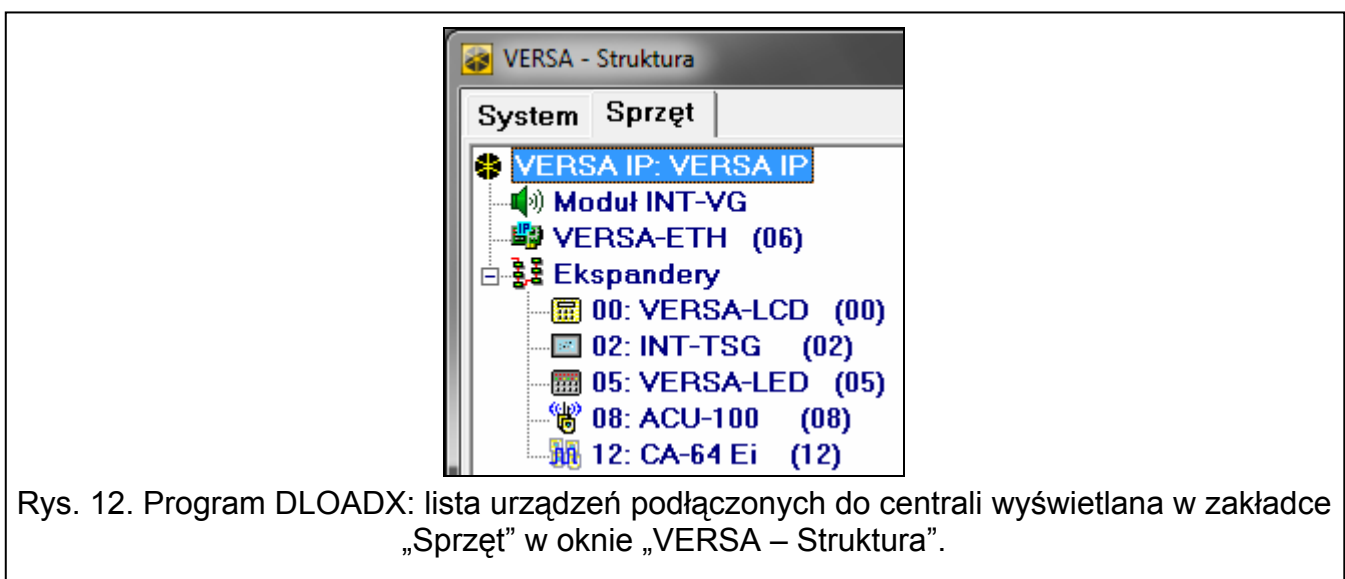 VERSA - Struktura
System Sprzęt
VERSA IP: VERSA IP
Moduł INT-VG
VERSA-ETH (06)
Ekspandery
00: VERSA-LCD (00)
02: INT-TSG (02)
05: VERSA-LED (05)
08: ACU-100 (08)
12: CA-64 Ei (12)
Rys. 12. Program DLOADX: lista urządzeń podłączonych do centrali wyświetlana w zakładce
„Sprzęt” w oknie „VERSA – Struktura”.